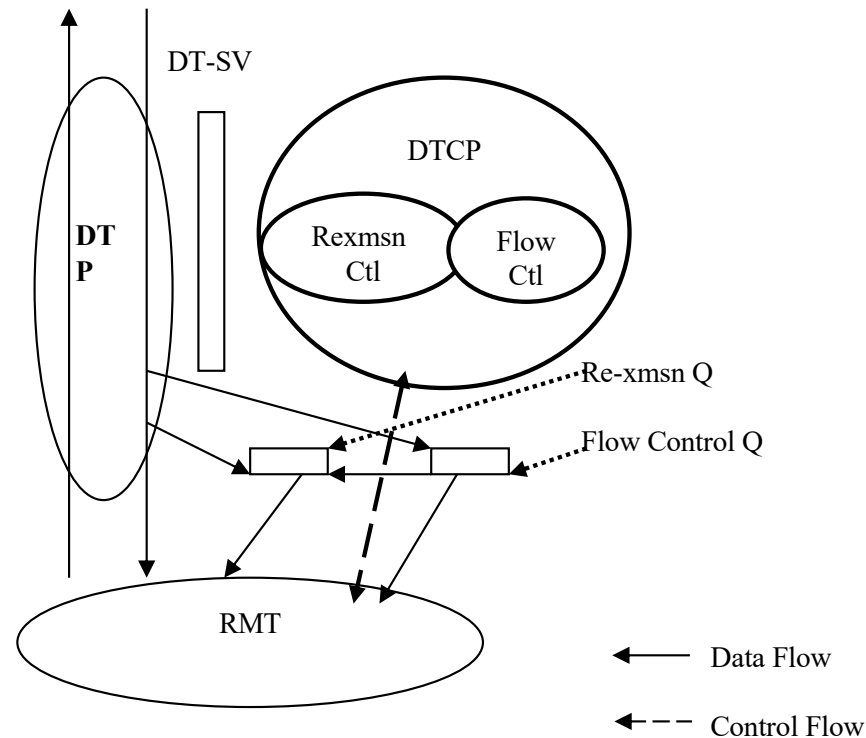 DT-SV
DTCP
DT
P
Rexmsn
Ctl
Flow
Ctl
Re-xmsn Q
Flow Control Q
RMT
Data Flow
Control Flow